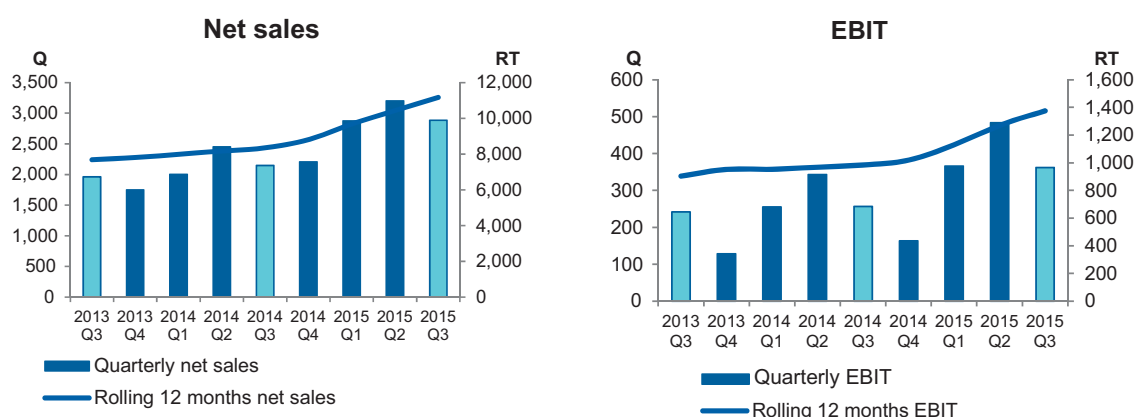 Net sales
Q RT
3,500 12,000
3,000 10,000
2,500 8,000
2,000
1,500 6,000
1,000 4,000
500 2,000
0 0
2013 2013 2014 2014 2014 2014 2015 2015 2015
Q3 Q4 Q1 Q2 Q3 Q4 Q1 Q2 Q3
Quarterly net sales
Rolling 12 months net sales
EBIT
Q RT
600 1,600
500 1,400
400 1,200
300 1,000
200 800
100 600
0 400
200
0
2013 2013 2014 2014 2014 2014 2015 2015 2015
Q3 Q4 Q1 Q2 Q3 Q4 Q1 Q2 Q3
Quarterly EBIT
Rolling 12 months EBIT